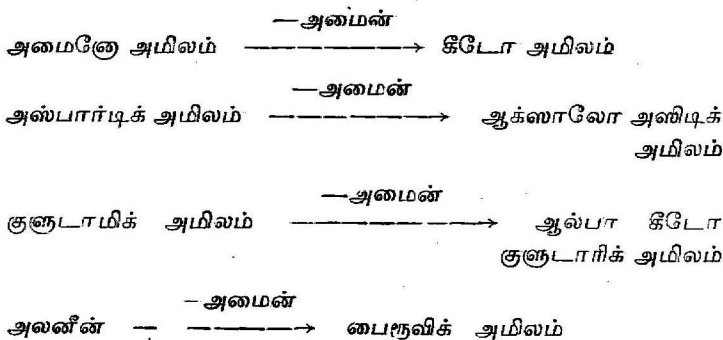 —அமைன்
அமைனோ அமிலம் ————→ கீடோ அமிலம்
—அமைன்
அஸ்பார்டிக் அமிலம் ————→ ஆக்ஸாலோ அஸிடிக்
அமிலம்
—அமைன்
குளுடாமிக் அமிலம் ————→ ஆல்பா கீடோ
குளுடாரிக் அமிலம்
—அமைன்
அலனீன் — ————→ பைரூவிக் அமிலம்